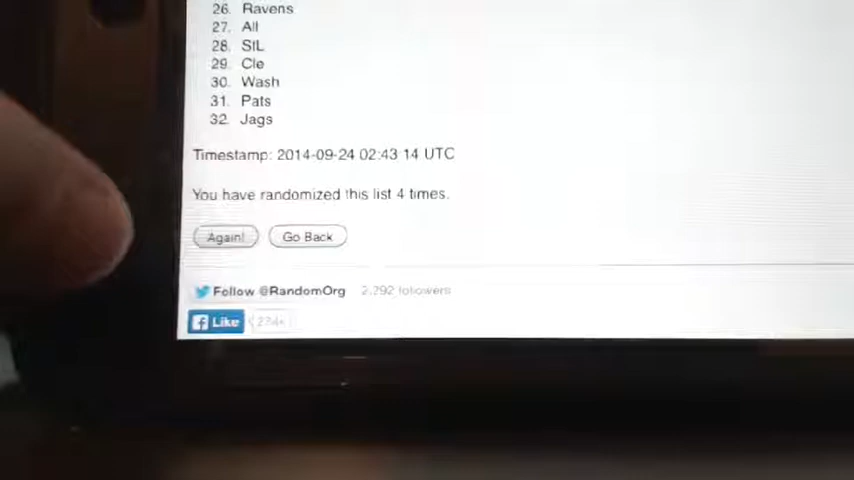 26. Ravens
27. Atl
28. StL
29. Cle
30. Wash
31. Pats
32. Jags
Timestamp: 2014-09-24 02:43:14 UTC
You have randomized this list 4 times.
Again! Go Back
Follow @RandomOrg 2,292 followers
Like 234k